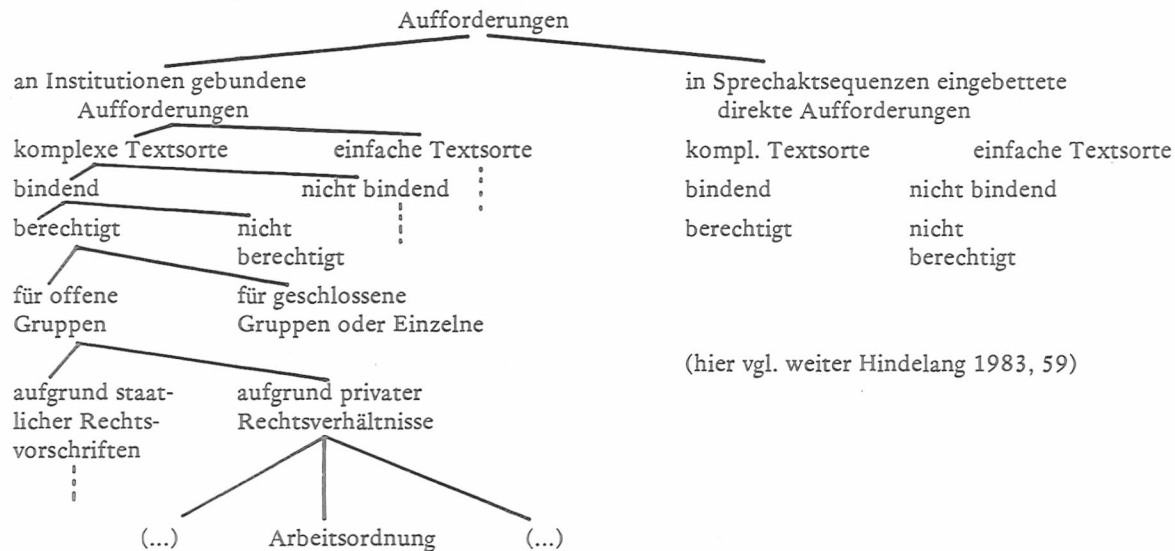 Aufforderungen
an Institutionen gebundene
Aufforderungen
in Sprechaktsequenzen eingebettete
direkte Aufforderungen
komplexe Textsorte einfache Textsorte
kompl. Textsorte einfache Textsorte
bindend nicht bindend
bindend nicht bindend
berechtigt nicht
berechtigt
berechtigt nicht
berechtigt
für offene
Gruppen
für geschlossene
Gruppen oder Einzelne
(hier vgl. weiter Hindelang 1983, 59)
aufgrund staat-
licher Rechts-
vorschriften
aufgrund privater
Rechtsverhältnisse
(...) Arbeitsordnung (...)